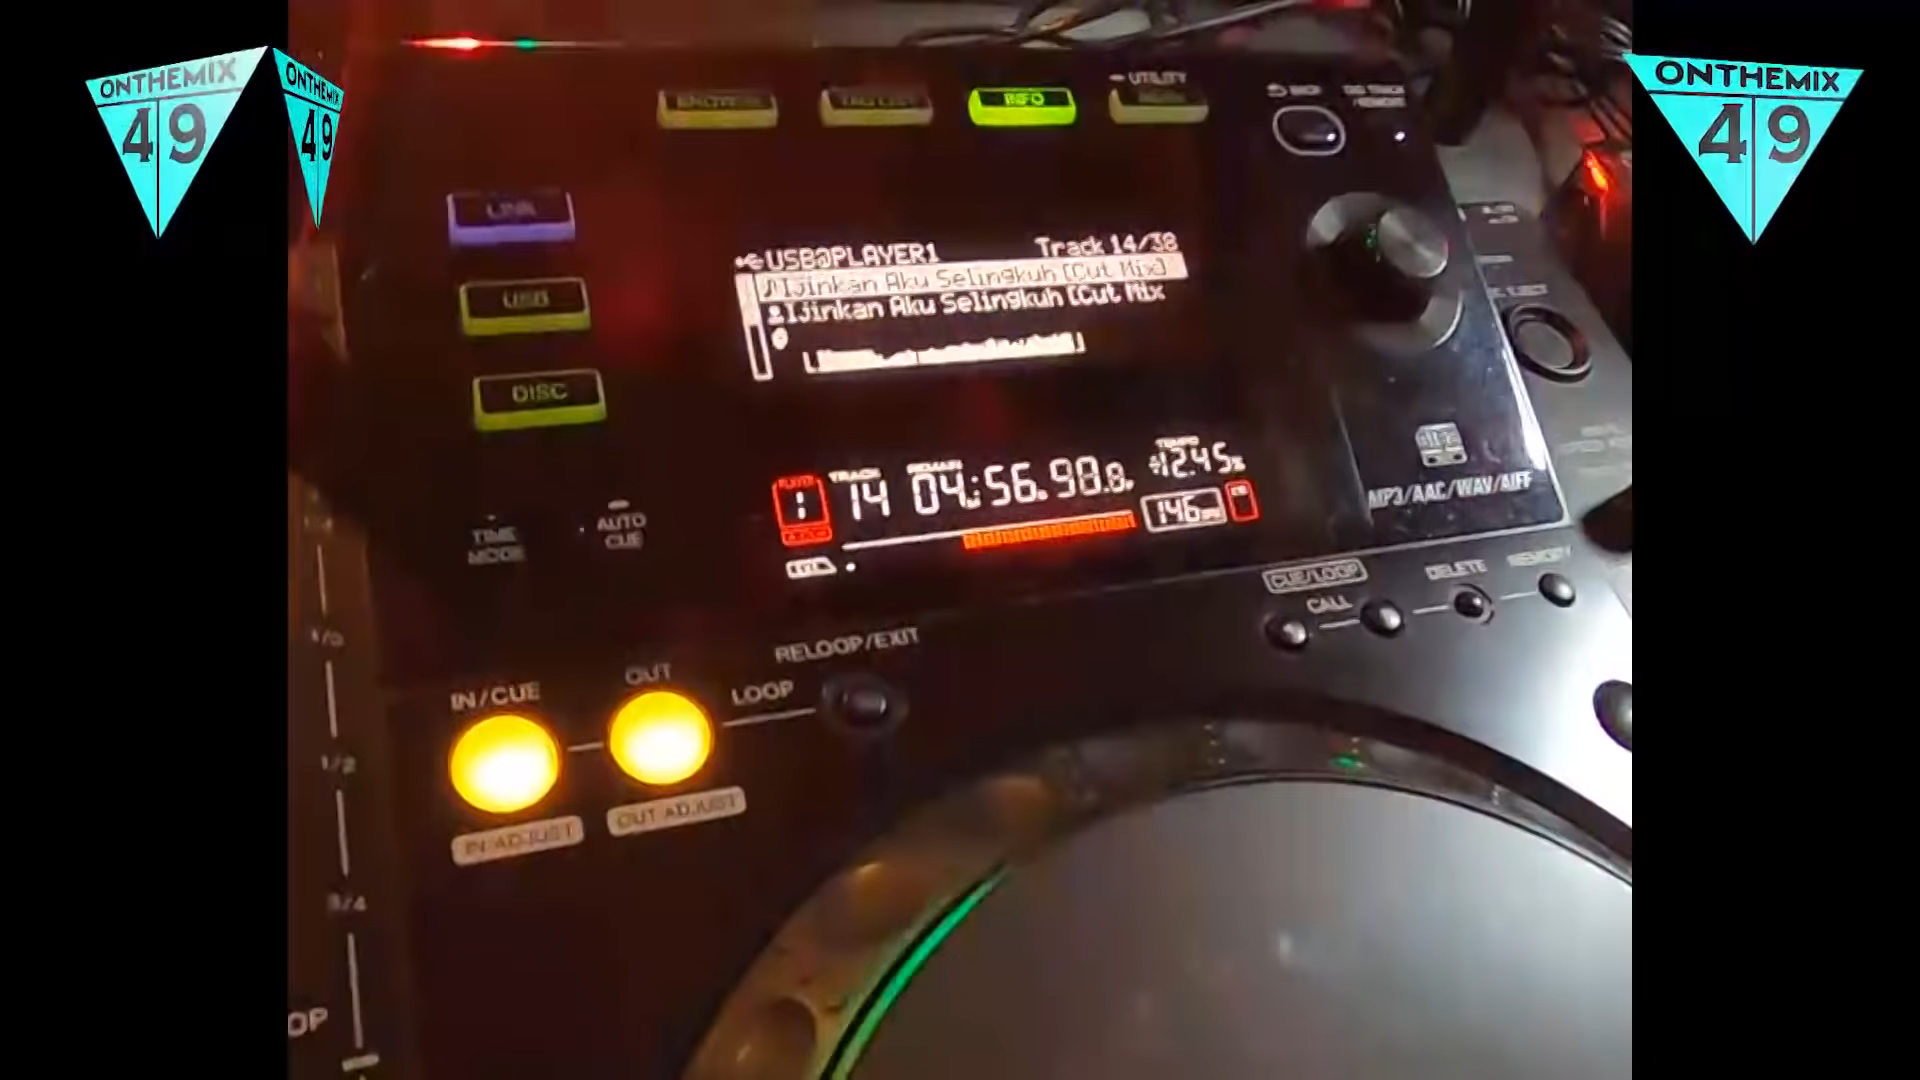 ONTHEMIX
49
ONTHEMIX
49
ONTHEMIX
49
INFO
UTILITY
LINK
USB
DISC
USB@PLAYER1 Track 14/38
Ijinkan Aku Selingkuh [Cut Mix]
Ijinkan Aku Selingkuh [Cut Mix
PLAYER TRACK REMAIN TEMPO
1 14 04:56.98.8. +12.45%
146
TIME
MODE
AUTO
CUE
MP3/AAC/WAV/AIFF
CUE/LOOP
CALL
DELETE
MEMORY
IN/CUE
OUT
LOOP
RELOOP/EXIT
IN ADJUST
OUT ADJUST
1/2
3/4